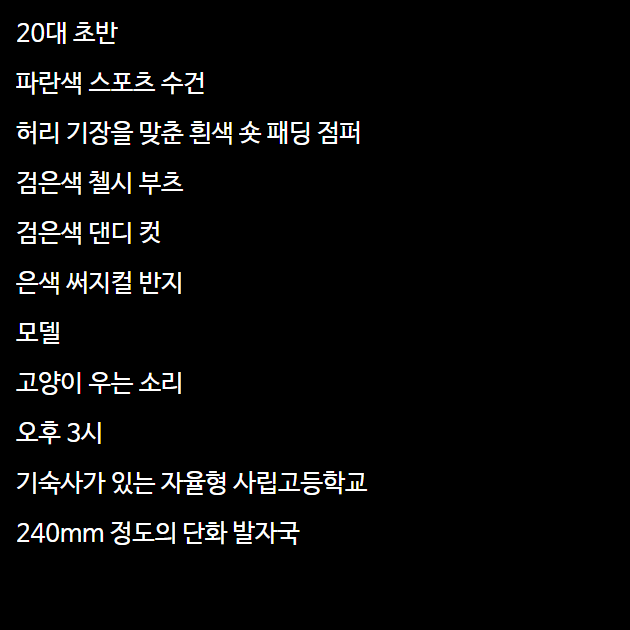 20대 초반
파란색 스포츠 수건
허리 기장을 맞춘 흰색 숏 패딩 점퍼
검은색 첼시 부츠
검은색 댄디 컷
은색 써지컬 반지
모델
고양이 우는 소리
오후 3시
기숙사가 있는 자율형 사립고등학교
240mm 정도의 단화 발자국